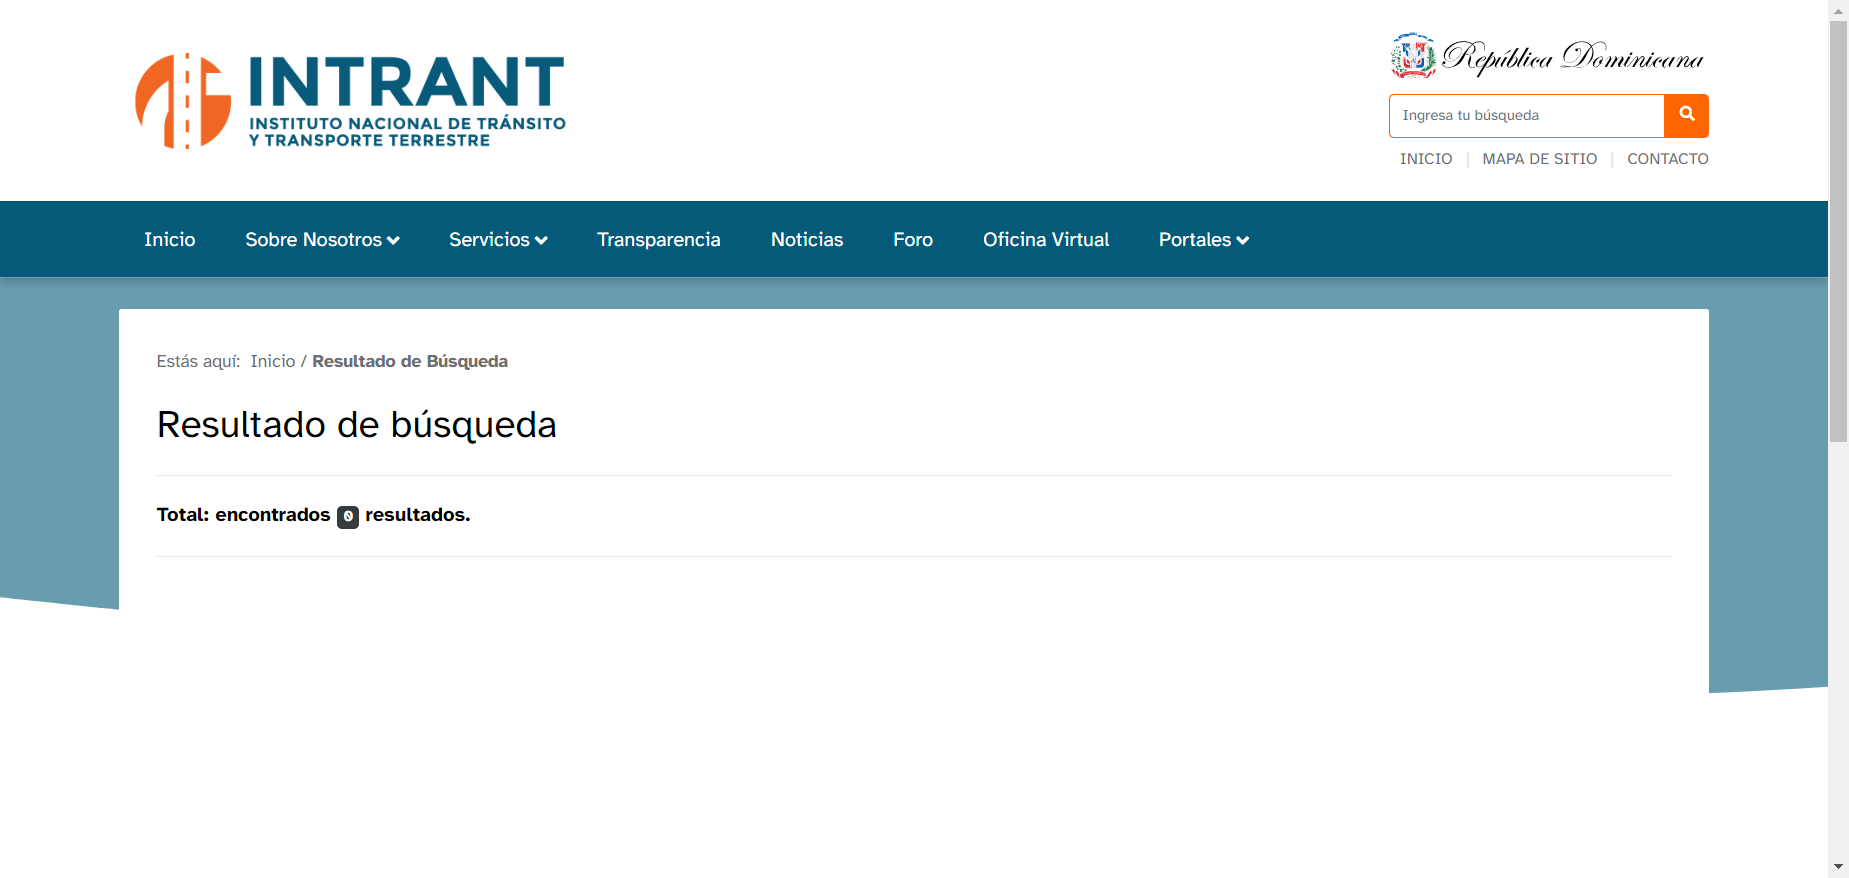 INTRANT
INSTITUTO NACIONAL DE TRÁNSITO
Y TRANSPORTE TERRESTRE
República Dominicana
Ingresa tu búsqueda
INICIO | MAPA DE SITIO | CONTACTO
Inicio Sobre Nosotros Servicios Transparencia Noticias Foro Oficina Virtual Portales
Estás aquí: Inicio / Resultado de Búsqueda
Resultado de búsqueda
Total: encontrados 0 resultados.